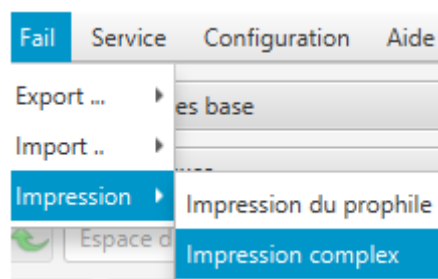 Fail Service Configuration Aide
Export ...
es base
Import ..
Impression
Impression du prophile
Espace d
Impression complex